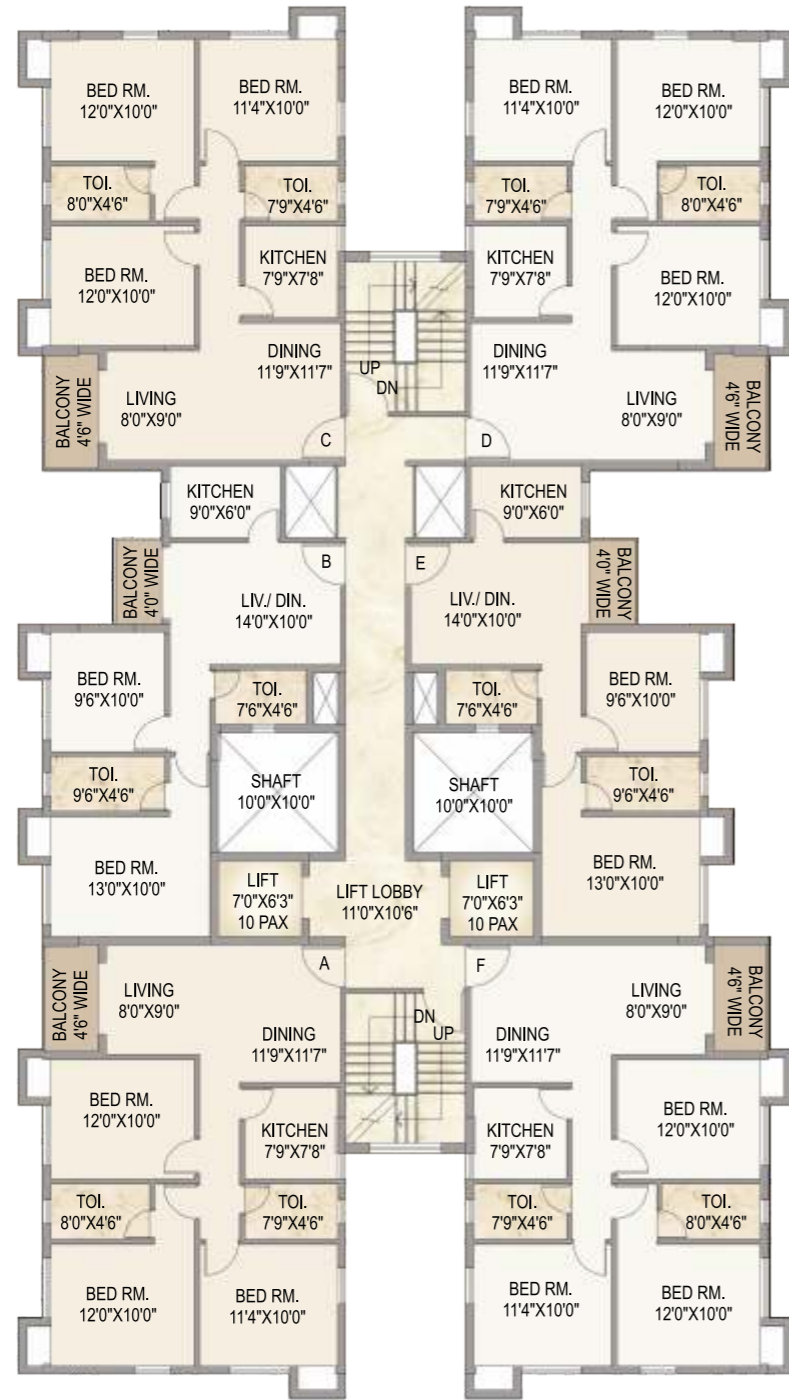 BED RM.
12'0"X10'0"
BED RM.
11'4"X10'0"
BED RM.
11'4"X10'0"
BED RM.
12'0"X10'0"
TOI.
8'0"X4'6"
TOI.
7'9"X4'6"
TOI.
7'9"X4'6"
TOI.
8'0"X4'6"
BED RM.
12'0"X10'0"
KITCHEN
7'9"X7'8"
KITCHEN
7'9"X7'8"
BED RM.
12'0"X10'0"
DINING
11'9"X11'7"
UP
DN
DINING
11'9"X11'7"
BALCONY
4'6" WIDE
LIVING
8'0"X9'0"
LIVING
8'0"X9'0"
BALCONY
4'6" WIDE
C
D
KITCHEN
9'0"X6'0"
KITCHEN
9'0"X6'0"
BALCONY
4'0" WIDE
B
E
BALCONY
4'0" WIDE
LIV./ DIN.
14'0"X10'0"
LIV./ DIN.
14'0"X10'0"
BED RM.
9'6"X10'0"
TOI.
7'6"X4'6"
TOI.
7'6"X4'6"
BED RM.
9'6"X10'0"
TOI.
9'6"X4'6"
SHAFT
10'0"X10'0"
SHAFT
10'0"X10'0"
TOI.
9'6"X4'6"
BED RM.
13'0"X10'0"
LIFT
7'0"X6'3"
10 PAX
LIFT LOBBY
11'0"X10'6"
LIFT
7'0"X6'3"
10 PAX
BED RM.
13'0"X10'0"
A
F
BALCONY
4'6" WIDE
LIVING
8'0"X9'0"
LIVING
8'0"X9'0"
BALCONY
4'6" WIDE
DINING
11'9"X11'7"
DN
UP
DINING
11'9"X11'7"
BED RM.
12'0"X10'0"
KITCHEN
7'9"X7'8"
KITCHEN
7'9"X7'8"
BED RM.
12'0"X10'0"
TOI.
8'0"X4'6"
TOI.
7'9"X4'6"
TOI.
7'9"X4'6"
TOI.
8'0"X4'6"
BED RM.
12'0"X10'0"
BED RM.
11'4"X10'0"
BED RM.
11'4"X10'0"
BED RM.
12'0"X10'0"